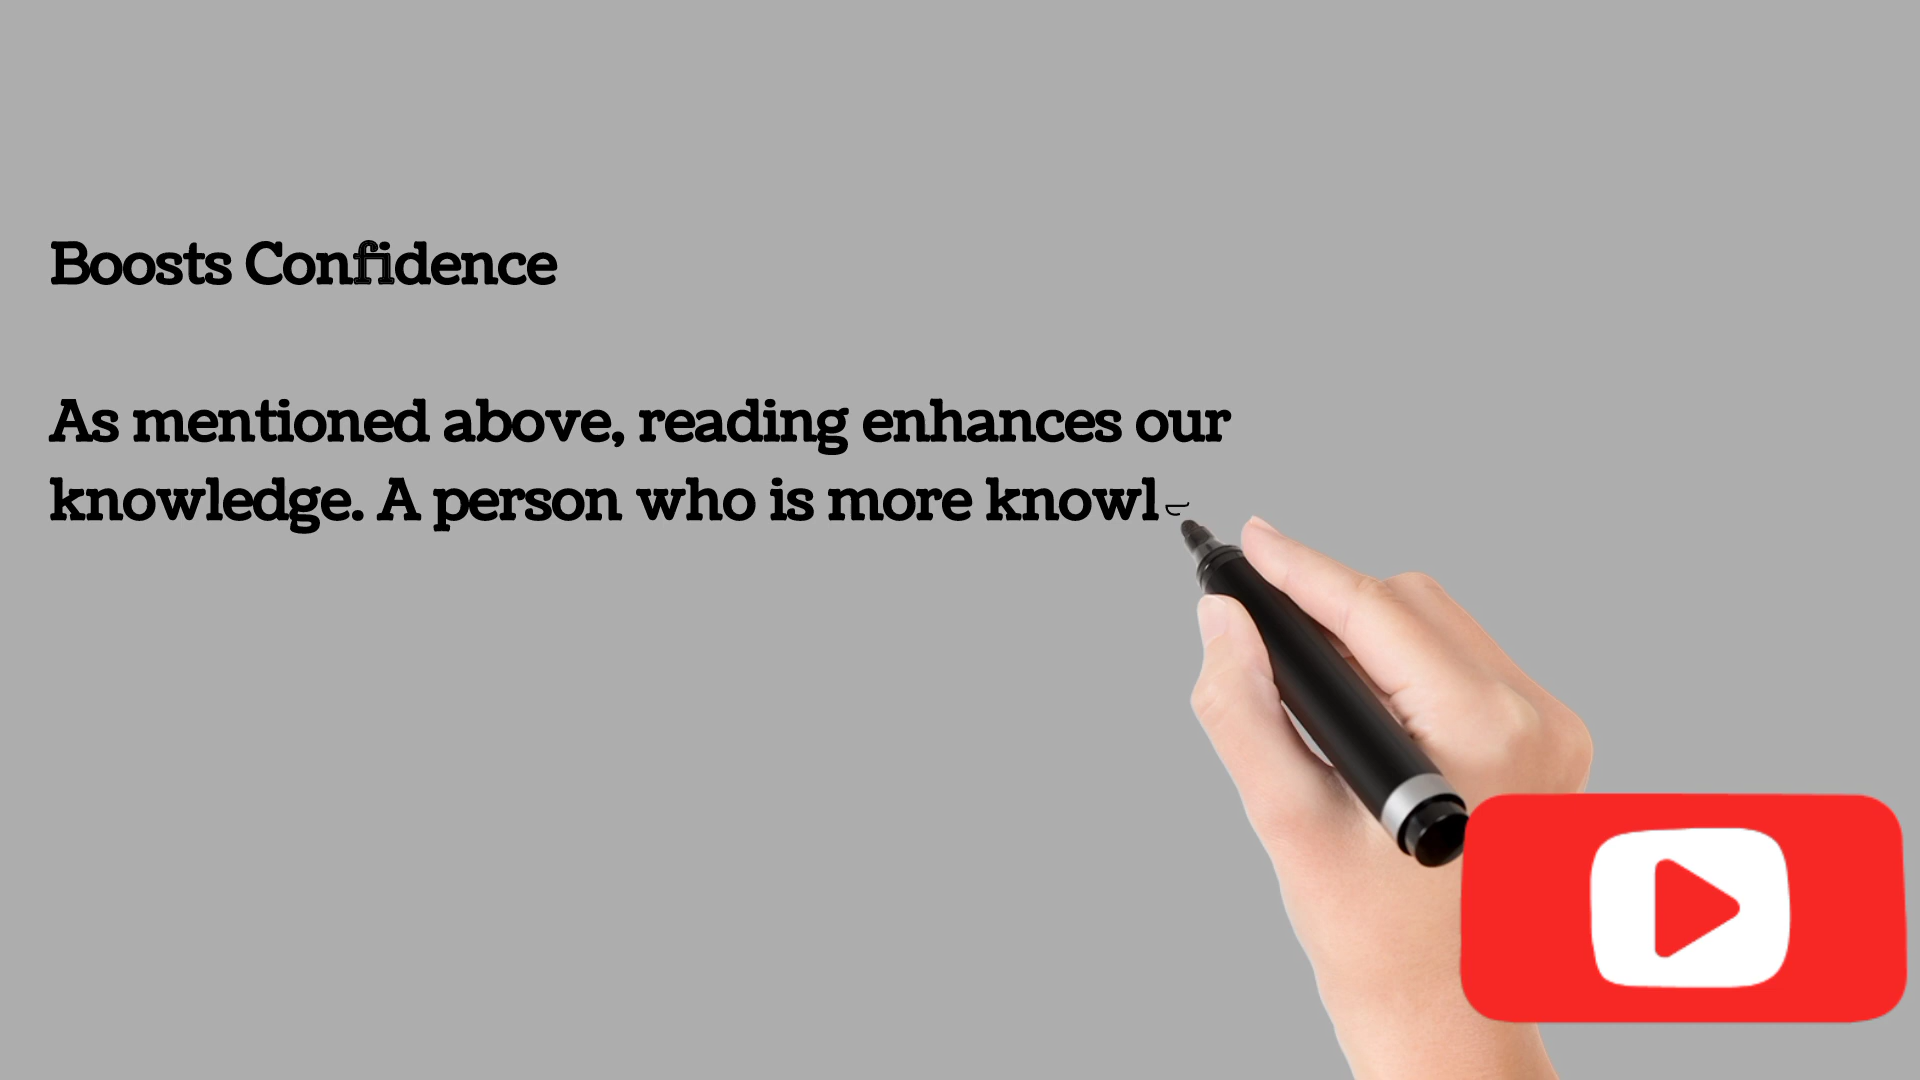 Boosts Confidence
As mentioned above, reading enhances our
knowledge. A person who is more knowl